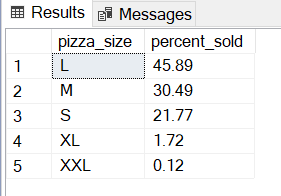 Results Messages
pizza_size percent_sold
1 L 45.89
2 M 30.49
3 S 21.77
4 XL 1.72
5 XXL 0.12